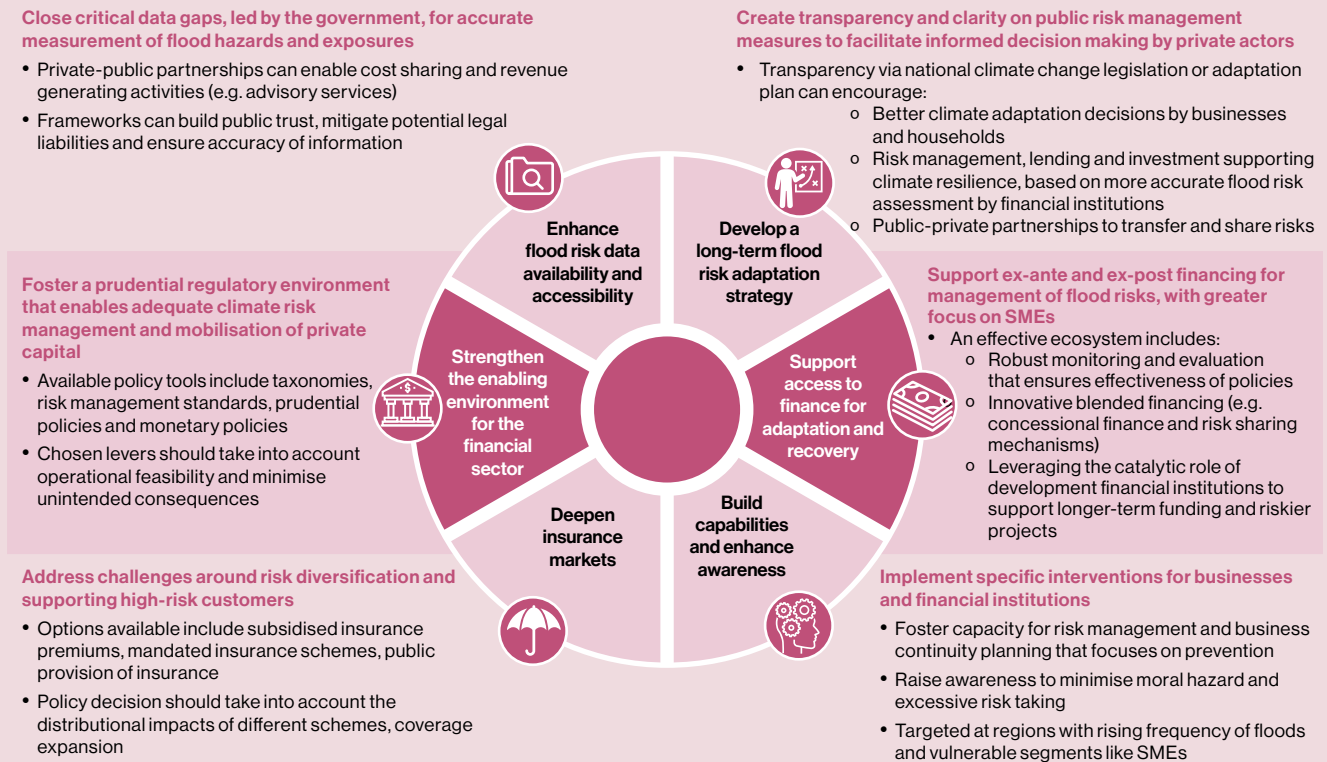 Close critical data gaps, led by the government, for accurate
measurement of flood hazards and exposures
• Private-public partnerships can enable cost sharing and revenue
generating activities (e.g. advisory services)
• Frameworks can build public trust, mitigate potential legal
liabilities and ensure accuracy of information
Create transparency and clarity on public risk management
measures to facilitate informed decision making by private actors
• Transparency via national climate change legislation or adaptation
plan can encourage:
o Better climate adaptation decisions by businesses
and households
o Risk management, lending and investment supporting
climate resilience, based on more accurate flood risk
assessment by financial institutions
o Public-private partnerships to transfer and share risks
Enhance
flood risk data
availability and
accessibility
Develop a
long-term flood
risk adaptation
strategy
Foster a prudential regulatory environment
that enables adequate climate risk
management and mobilisation of private
capital
• Available policy tools include taxonomies,
risk management standards, prudential
policies and monetary policies
• Chosen levers should take into account
operational feasibility and minimise
unintended consequences
Strengthen
the enabling
environment
for the
financial
sector
Support
access to
finance for
adaptation and
recovery
Support ex-ante and ex-post financing for
management of flood risks, with greater
focus on SMEs
• An effective ecosystem includes:
o Robust monitoring and evaluation
that ensures effectiveness of policies
o Innovative blended financing (e.g.
concessional finance and risk sharing
mechanisms)
o Leveraging the catalytic role of
development financial institutions to
support longer-term funding and riskier
projects
Deepen
insurance
markets
Build
capabilities
and enhance
awareness
Address challenges around risk diversification and
supporting high-risk customers
• Options available include subsidised insurance
premiums, mandated insurance schemes, public
provision of insurance
• Policy decision should take into account the
distributional impacts of different schemes, coverage
expansion
Implement specific interventions for businesses
and financial institutions
• Foster capacity for risk management and business
continuity planning that focuses on prevention
• Raise awareness to minimise moral hazard and
excessive risk taking
• Targeted at regions with rising frequency of floods
and vulnerable segments like SMEs